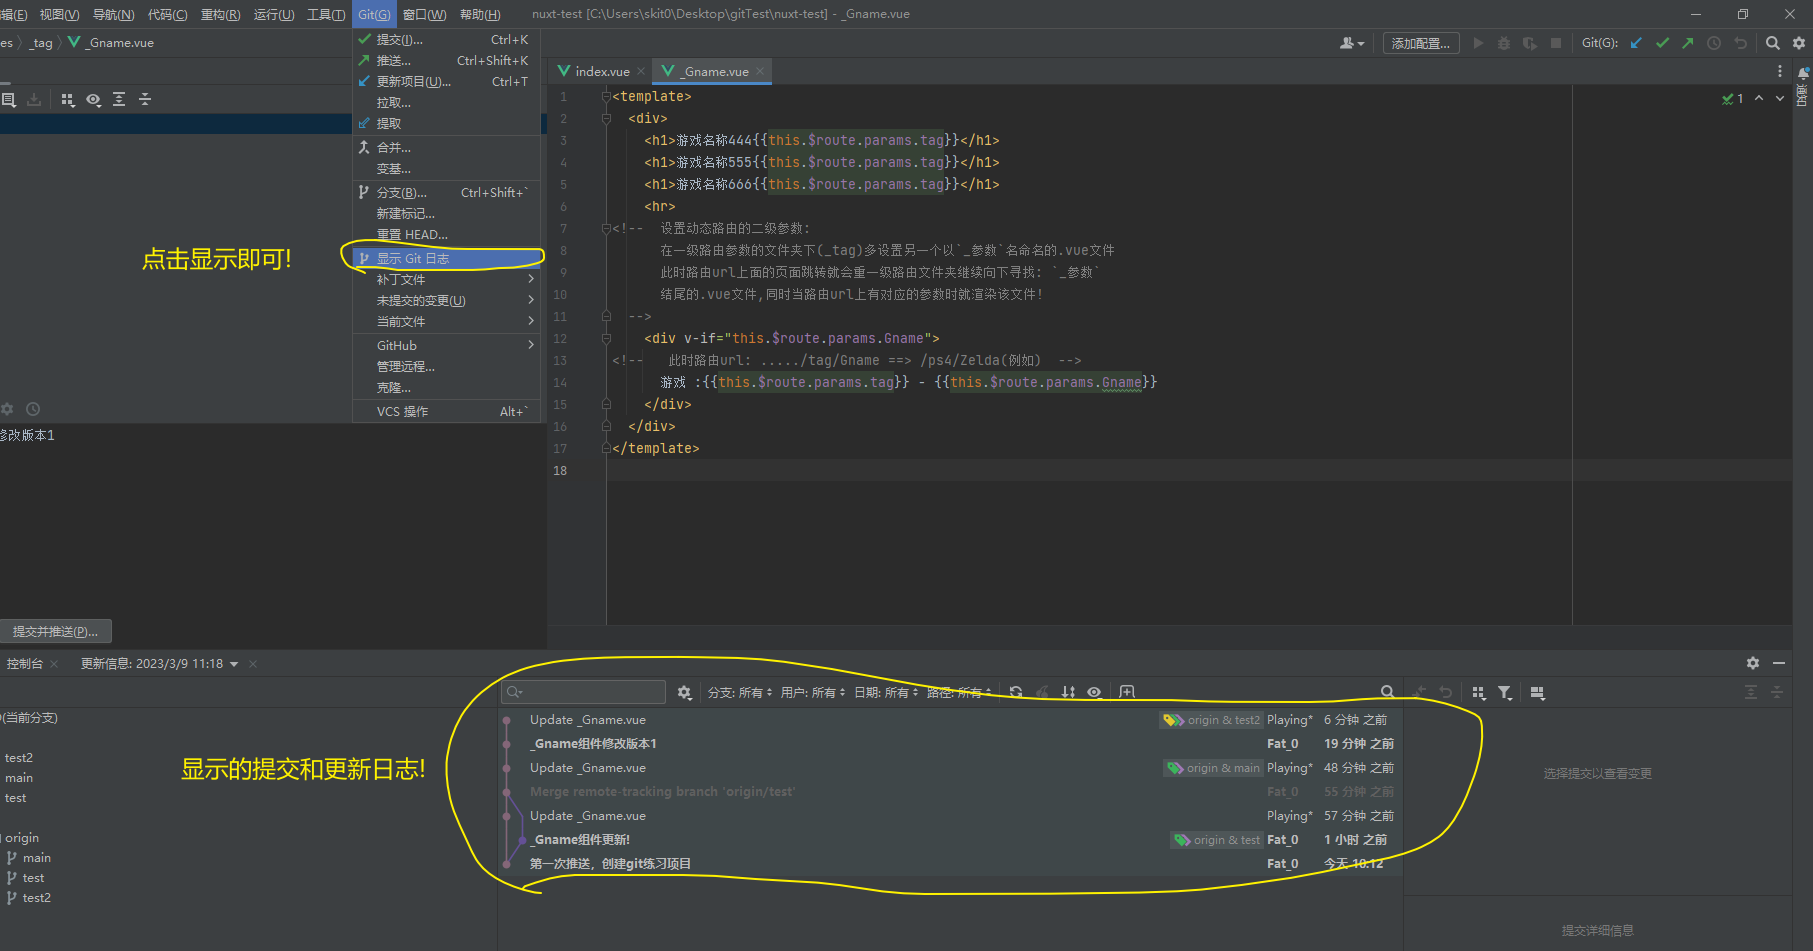 编辑(E) 视图(V) 导航(N) 代码(C) 重构(R) 运行(U) 工具(T) Git(G) 窗口(W) 帮助(H) nuxt-test [C:\Users\skit0\Desktop\gitTest\nuxt-test] - _Gname.vue
es _tag _Gname.vue
添加配置... Git(G):
提交(I)... Ctrl+K
推送... Ctrl+Shift+K
更新项目(U)... Ctrl+T
拉取...
提取
合并...
变基...
分支(B)... Ctrl+Shift+`
新建标记...
重置 HEAD...
显示 Git 日志
补丁文件
未提交的变更(U)
当前文件
GitHub
管理远程...
克隆...
VCS 操作 Alt+`
点击显示即可!
修改版本1
提交并推送(P)...
index.vue _Gname.vue
通知
1
1 <template>
2 <div>
3 <h1>游戏名称444{{this.$route.params.tag}}</h1>
4 <h1>游戏名称555{{this.$route.params.tag}}</h1>
5 <h1>游戏名称666{{this.$route.params.tag}}</h1>
6 <hr>
7 <!-- 设置动态路由的二级参数:
8 在一级路由参数的文件夹下(_tag)多设置另一个以`_参数`名命名的.vue文件
9 此时路由url上面的页面跳转就会重一级路由文件夹继续向下寻找: `_参数`
10 结尾的.vue文件,同时当路由url上有对应的参数时就渲染该文件!
11 -->
12 <div v-if="this.$route.params.Gname">
13 <!-- 此时路由url: ...../tag/Gname ==> /ps4/Zelda(例如) -->
14 游戏 :{{this.$route.params.tag}} - {{this.$route.params.Gname}}
15 </div>
16 </div>
17 </template>
18
控制台 更新信息: 2023/3/9 11:18
(当前分支)
test2
main
test
origin
main
test
test2
显示的提交和更新日志!
分支: 所有 用户: 所有 日期: 所有 路径: 所有
Update _Gname.vue origin & test2 Playing* 6 分钟 之前
_Gname组件修改版本1 Fat_0 19 分钟 之前
Update _Gname.vue origin & main Playing* 48 分钟 之前
Merge remote-tracking branch 'origin/test' Fat_0 55 分钟 之前
Update _Gname.vue Playing* 57 分钟 之前
_Gname组件更新! origin & test Fat_0 1 小时 之前
第一次推送，创建git练习项目 Fat_0 今天 10:12
选择提交以查看变更
提交详细信息